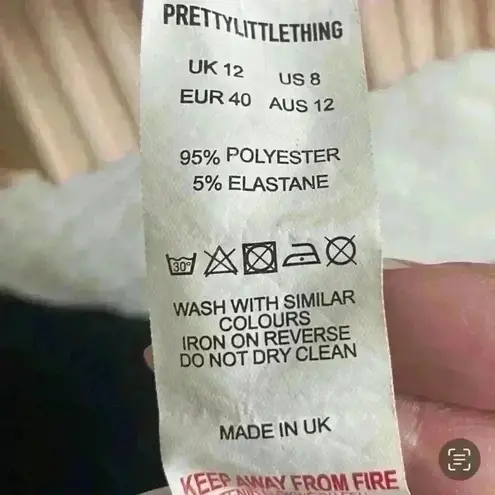 PRETTYLITTLETHING
UK 12 US 8
EUR 40 AUS 12
95% POLYESTER
5% ELASTANE
30°
WASH WITH SIMILAR
COLOURS
IRON ON REVERSE
DO NOT DRY CLEAN
MADE IN UK
KEEP AWAY FROM FIRE